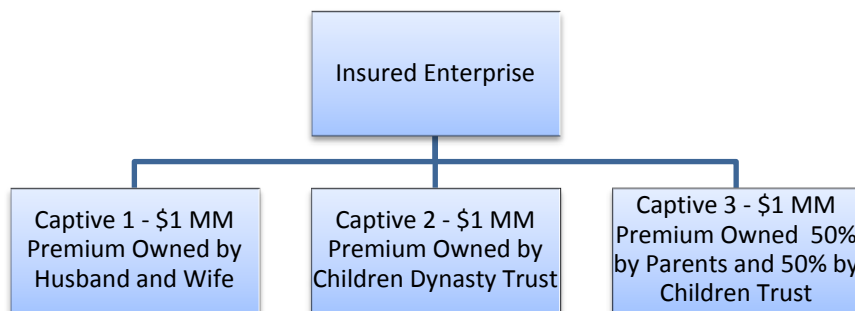 Insured Enterprise
Captive 1 - $1 MM
Premium Owned by
Husband and Wife
Captive 2 - $1 MM
Premium Owned by
Children Dynasty Trust
Captive 3 - $1 MM
Premium Owned 50%
by Parents and 50% by
Children Trust